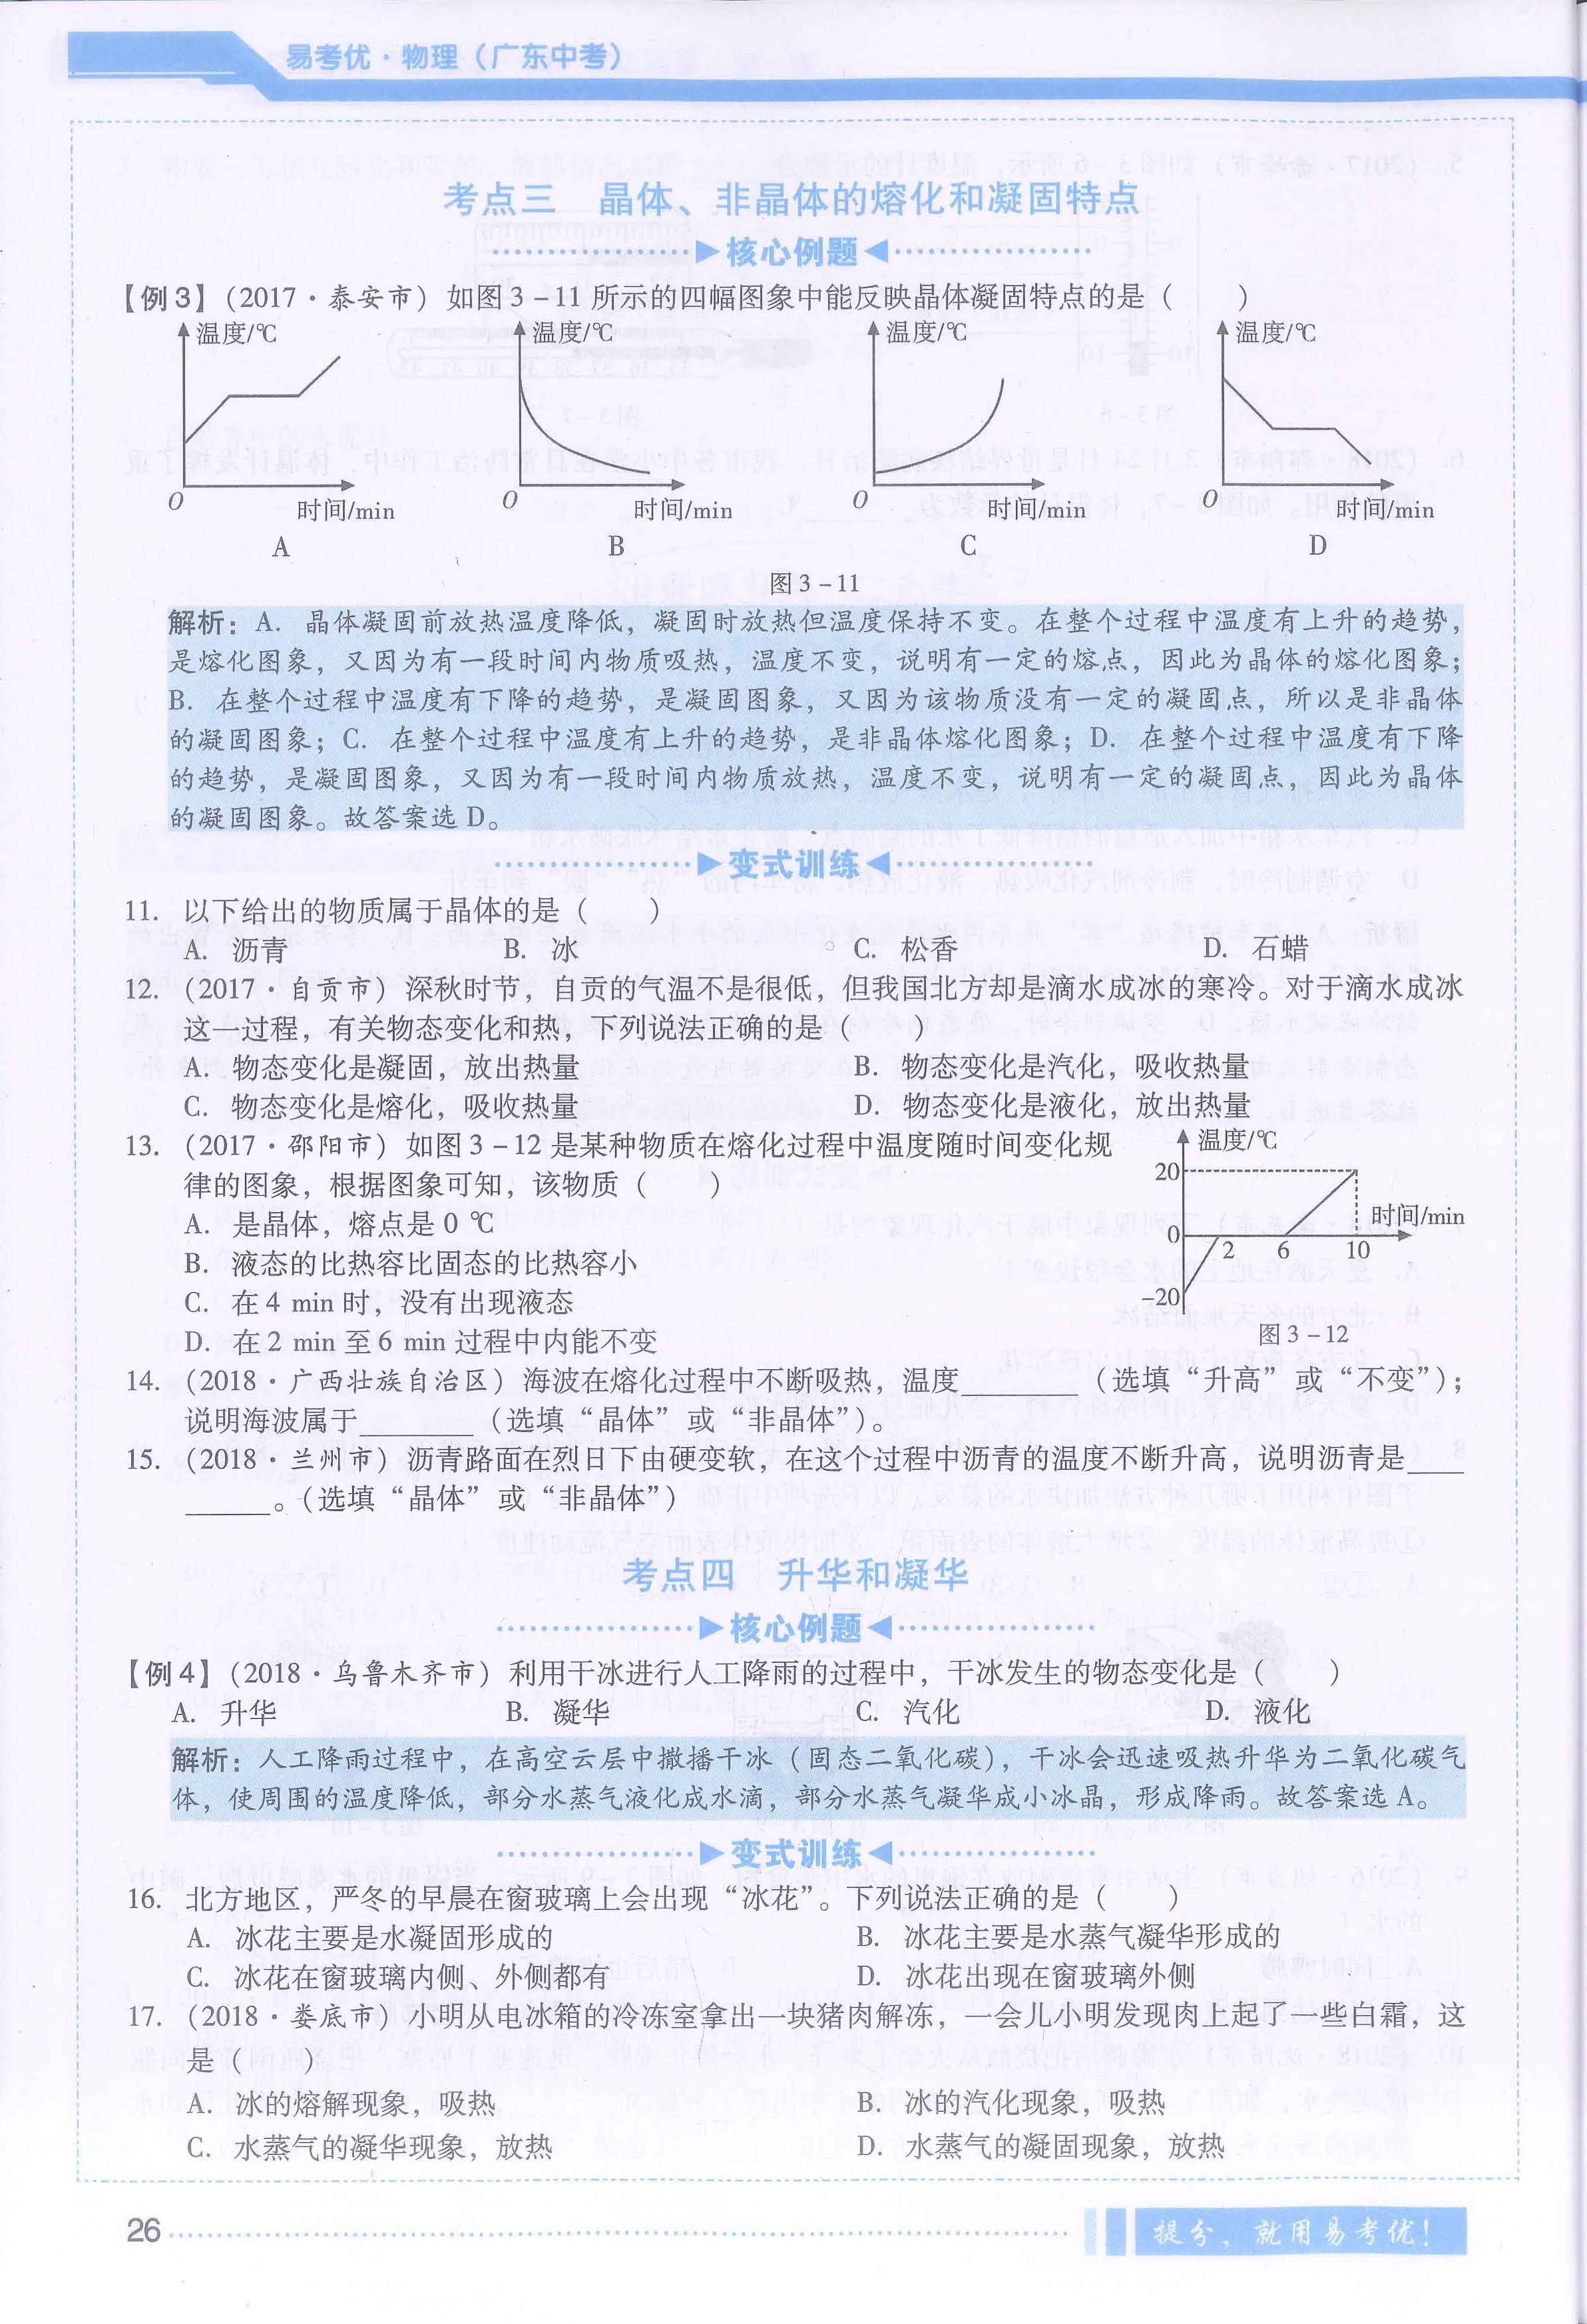 易考优·物理（广东中考）
考点三 晶体、非晶体的熔化和凝固特点
核心例题
【例3】(2017·泰安市）如图3-11所示的四幅图象中能反映晶体凝固特点的是（  ）
温度/℃ 温度/℃ 温度/℃ 温度/℃
O 时间/min O 时间/min O 时间/min O 时间/min
A B C D
图3-11
解析：A. 晶体凝固前放热温度降低，凝固时放热但温度保持不变。在整个过程中温度有上升的趋势，
是熔化图象，又因为有一段时间内物质吸热，温度不变，说明有一定的熔点，因此为晶体的熔化图象；
B. 在整个过程中温度有下降的趋势，是凝固图象，又因为该物质没有一定的凝固点，所以是非晶体
的凝固图象；C. 在整个过程中温度有上升的趋势，是非晶体熔化图象；D. 在整个过程中温度有下降
的趋势，是凝固图象，又因为有一段时间内物质放热，温度不变，说明有一定的凝固点，因此为晶体
的凝固图象。故答案选D。
变式训练
11. 以下给出的物质属于晶体的是（  ）
A. 沥青 B. 冰 C. 松香 D. 石蜡
12. (2017·自贡市）深秋时节，自贡的气温不是很低，但我国北方却是滴水成冰的寒冷。对于滴水成冰
这一过程，有关物态变化和热，下列说法正确的是（  ）
A. 物态变化是凝固，放出热量 B. 物态变化是汽化，吸收热量
C. 物态变化是熔化，吸收热量 D. 物态变化是液化，放出热量
13. (2017·邵阳市）如图3-12是某种物质在熔化过程中温度随时间变化规
律的图象，根据图象可知，该物质（  ）
A. 是晶体，熔点是0 ℃
B. 液态的比热容比固态的比热容小
C. 在4 min时，没有出现液态
D. 在2 min至6 min过程中内能不变
温度/℃
20
时间/min
0 2 6 10
-20
图3-12
14. (2018·广西壮族自治区）海波在熔化过程中不断吸热，温度________（选填“升高”或“不变”）；
说明海波属于________（选填“晶体”或“非晶体”）。
15. (2018·兰州市）沥青路面在烈日下由硬变软，在这个过程中沥青的温度不断升高，说明沥青是____
______。（选填“晶体”或“非晶体”）
考点四 升华和凝华
核心例题
【例4】(2018·乌鲁木齐市）利用干冰进行人工降雨的过程中，干冰发生的物态变化是（  ）
A. 升华 B. 凝华 C. 汽化 D. 液化
解析：人工降雨过程中，在高空云层中撒播干冰（固态二氧化碳），干冰会迅速吸热升华为二氧化碳气
体，使周围的温度降低，部分水蒸气液化成水滴，部分水蒸气凝华成小冰晶，形成降雨。故答案选A。
变式训练
16. 北方地区，严冬的早晨在窗玻璃上会出现“冰花”。下列说法正确的是（  ）
A. 冰花主要是水凝固形成的 B. 冰花主要是水蒸气凝华形成的
C. 冰花在窗玻璃内侧、外侧都有 D. 冰花出现在窗玻璃外侧
17. (2018·娄底市）小明从电冰箱的冷冻室拿出一块猪肉解冻，一会儿小明发现肉上起了一些白霜，这
是（  ）
A. 冰的熔解现象，吸热 B. 冰的汽化现象，吸热
C. 水蒸气的凝华现象，放热 D. 水蒸气的凝固现象，放热
26
提分，就用易考优！